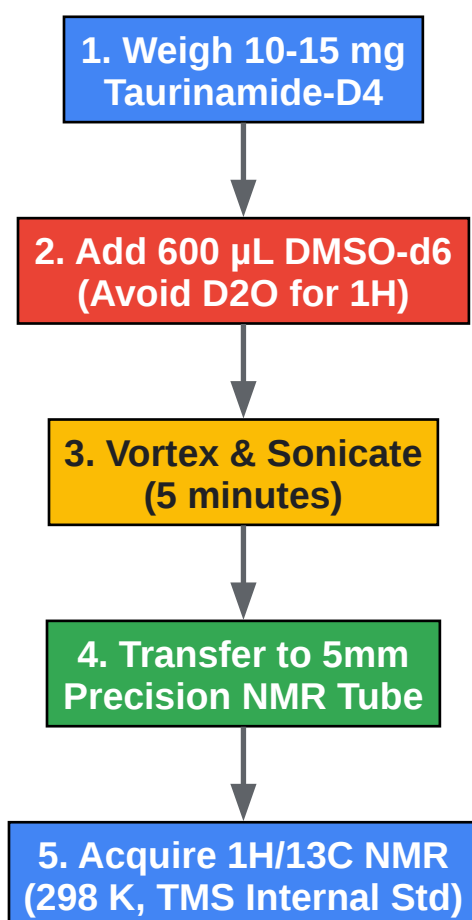 1. Weigh 10-15 mg
Taurinamide-D4
2. Add 600 µL DMSO-d6
(Avoid D2O for 1H)
3. Vortex & Sonicate
(5 minutes)
4. Transfer to 5mm
Precision NMR Tube
5. Acquire 1H/13C NMR
(298 K, TMS Internal Std)